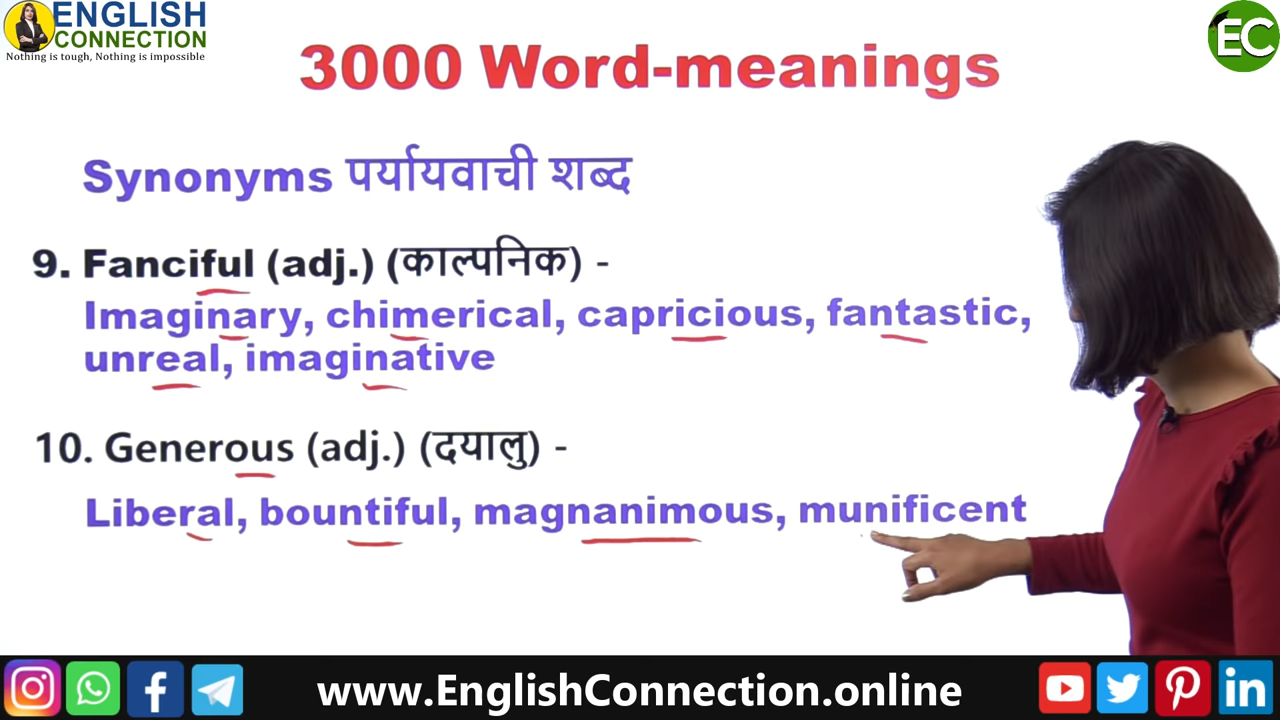 ENGLISH
CONNECTION
Nothing is tough, Nothing is impossible
EC
3000 Word-meanings
Synonyms पर्यायवाची शब्द
9. Fanciful (adj.) (काल्पनिक) -
Imaginary, chimerical, capricious, fantastic,
unreal, imaginative
10. Generous (adj.) (दयालु) -
Liberal, bountiful, magnanimous, munificent
www.EnglishConnection.online
in